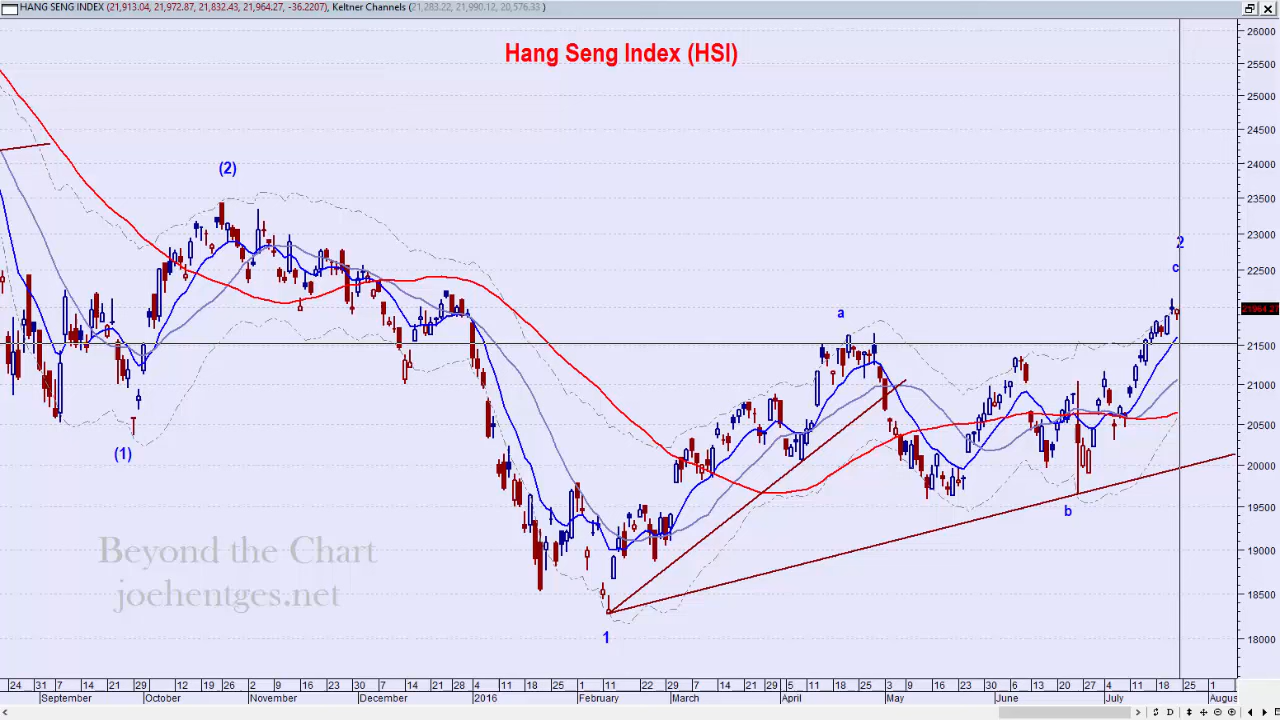 HANG SENG INDEX (21,913.04, 21,972.87, 21,832.43, 21,964.27, -36.2207), Keltner Channels (21,283.22, 21,990.12, 20,576.33, )
Hang Seng Index (HSI)
26000
25500
25000
24500
24000
23500
23000
22500
21964.27
21500
21000
20500
20000
19500
19000
18500
18000
(2)
2
c
a
(1)
b
1
Beyond the Chart
joehentges.net
24 31 7 14 21 29 12 19 26 2 9 16 23 30 7 14 21 28 4 11 18 25 1 11 22 29 7 14 21 29 5 11 18 25 3 9 16 23 30 6 13 20 27 4 11 18 25 1
September October November December 2016 February March April May June July Augus
D